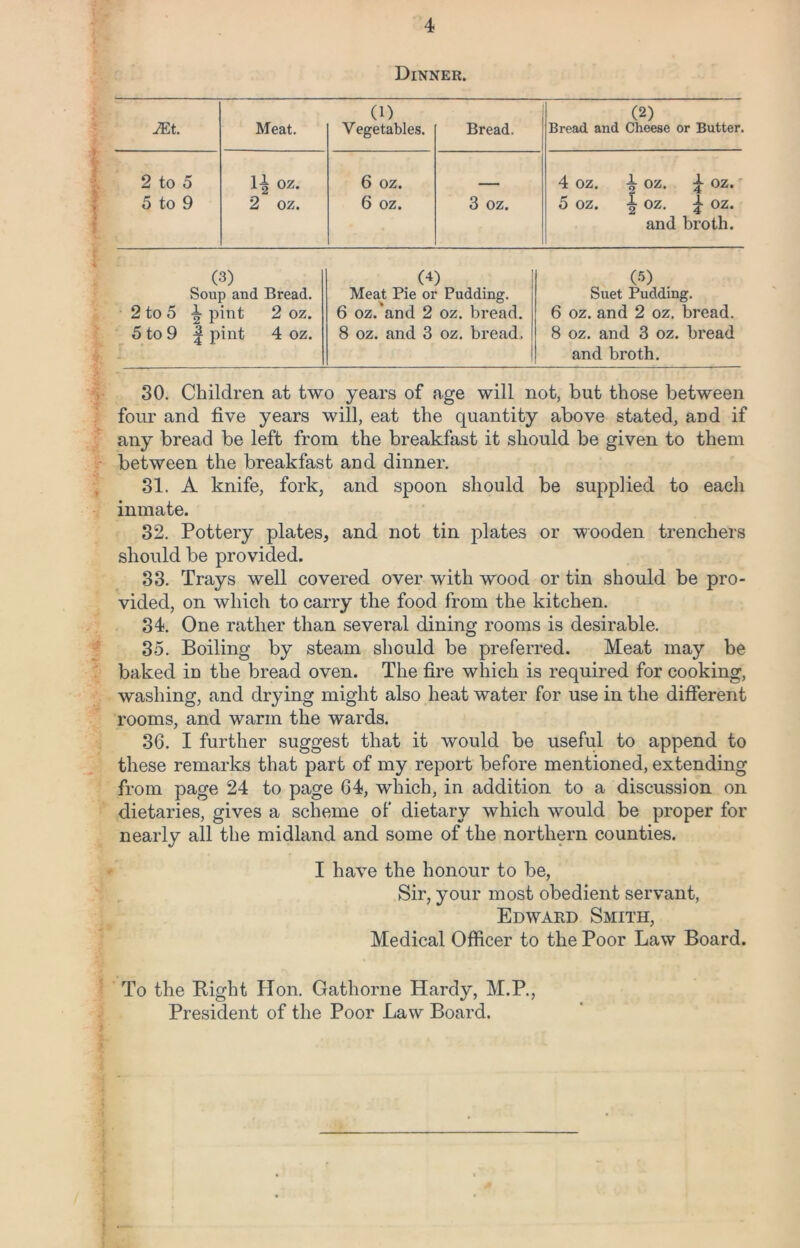 4
DINNER.
(1) (2)
Æt. Meat. Vegetables. Bread. Bread and Cheese or Butter.
2 to 5 1½ oz. 6 oz. — 4 oz. ½ oz. ¼ oz.
5 to 9 2 oz. 6 oz. 3 oz. 5 oz. ½ oz. ¼ oz.
and broth.
(3) (4) (5)
Soup and Bread. Meat Pie or Pudding. Suet Pudding.
2 to 5 ½ pint 2 oz. 6 oz. and 2 oz. bread. 6 oz. and 2 oz. bread.
5 to 9 ¾ pint 4 oz. 8 oz. and 3 oz. bread. 8 oz. and 3 oz. bread
and broth.
30. Children at two years of age will not, but those between
four and five years will, eat the quantity above stated, and if
any bread be left from the breakfast it should be given to them
between the breakfast and dinner.
31. A knife, fork, and spoon should be supplied to each
inmate.
32. Pottery plates, and not tin plates or wooden trenchers
should be provided.
33. Trays well covered over with wood or tin should be pro-
vided, on which to carry the food from the kitchen.
34. One rather than several dining rooms is desirable.
35. Boiling by steam should be preferred. Meat may be
baked in the bread oven. The fire which is required for cooking,
washing, and drying might also heat water for use in the different
rooms, and warm the wards.
36. I further suggest that it would be useful to append to
these remarks that part of my report before mentioned, extending
from page 24 to page 64, which, in addition to a discussion on
dietaries, gives a scheme of dietary which would be proper for
nearly all the midland and some of the northern counties.
I have the honour to be,
Sir, your most obedient servant,
EDWARD SMITH,
Medical Officer to the Poor Law Board.
To the Right Hon. Gathorne Hardy, M.P.,
President of the Poor Law Board.